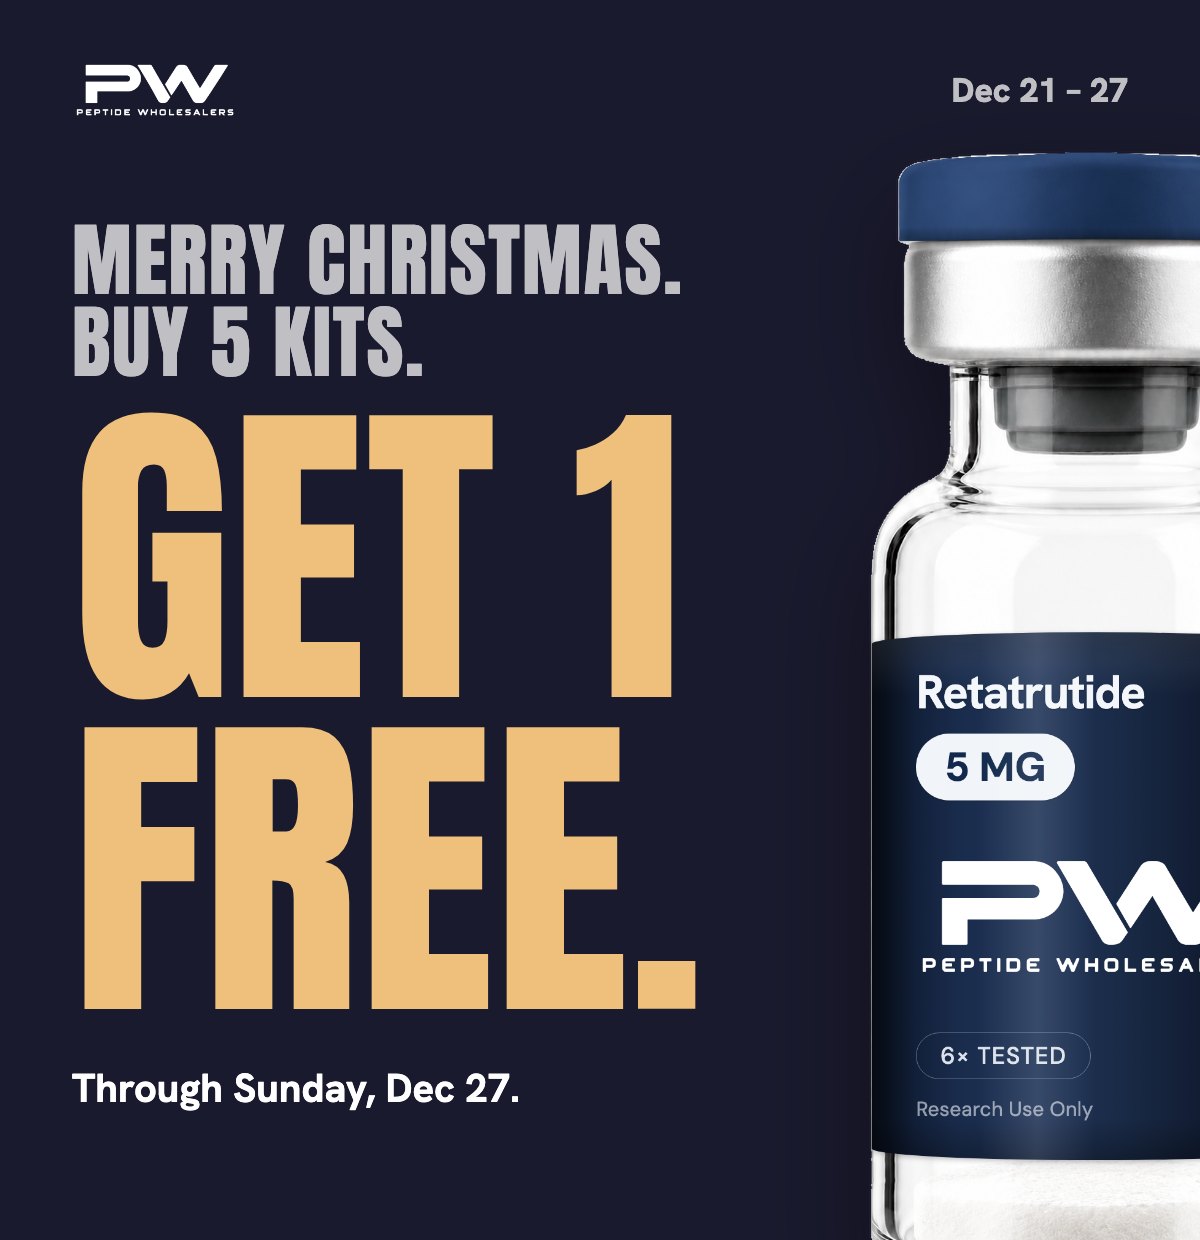 PW
PEPTIDE WHOLESALERS
Dec 21 – 27
MERRY CHRISTMAS.
BUY 5 KITS.
GET 1
FREE.
Through Sunday, Dec 27.
Retatrutide
5 MG
PW
PEPTIDE WHOLESA
6× TESTED
Research Use Only